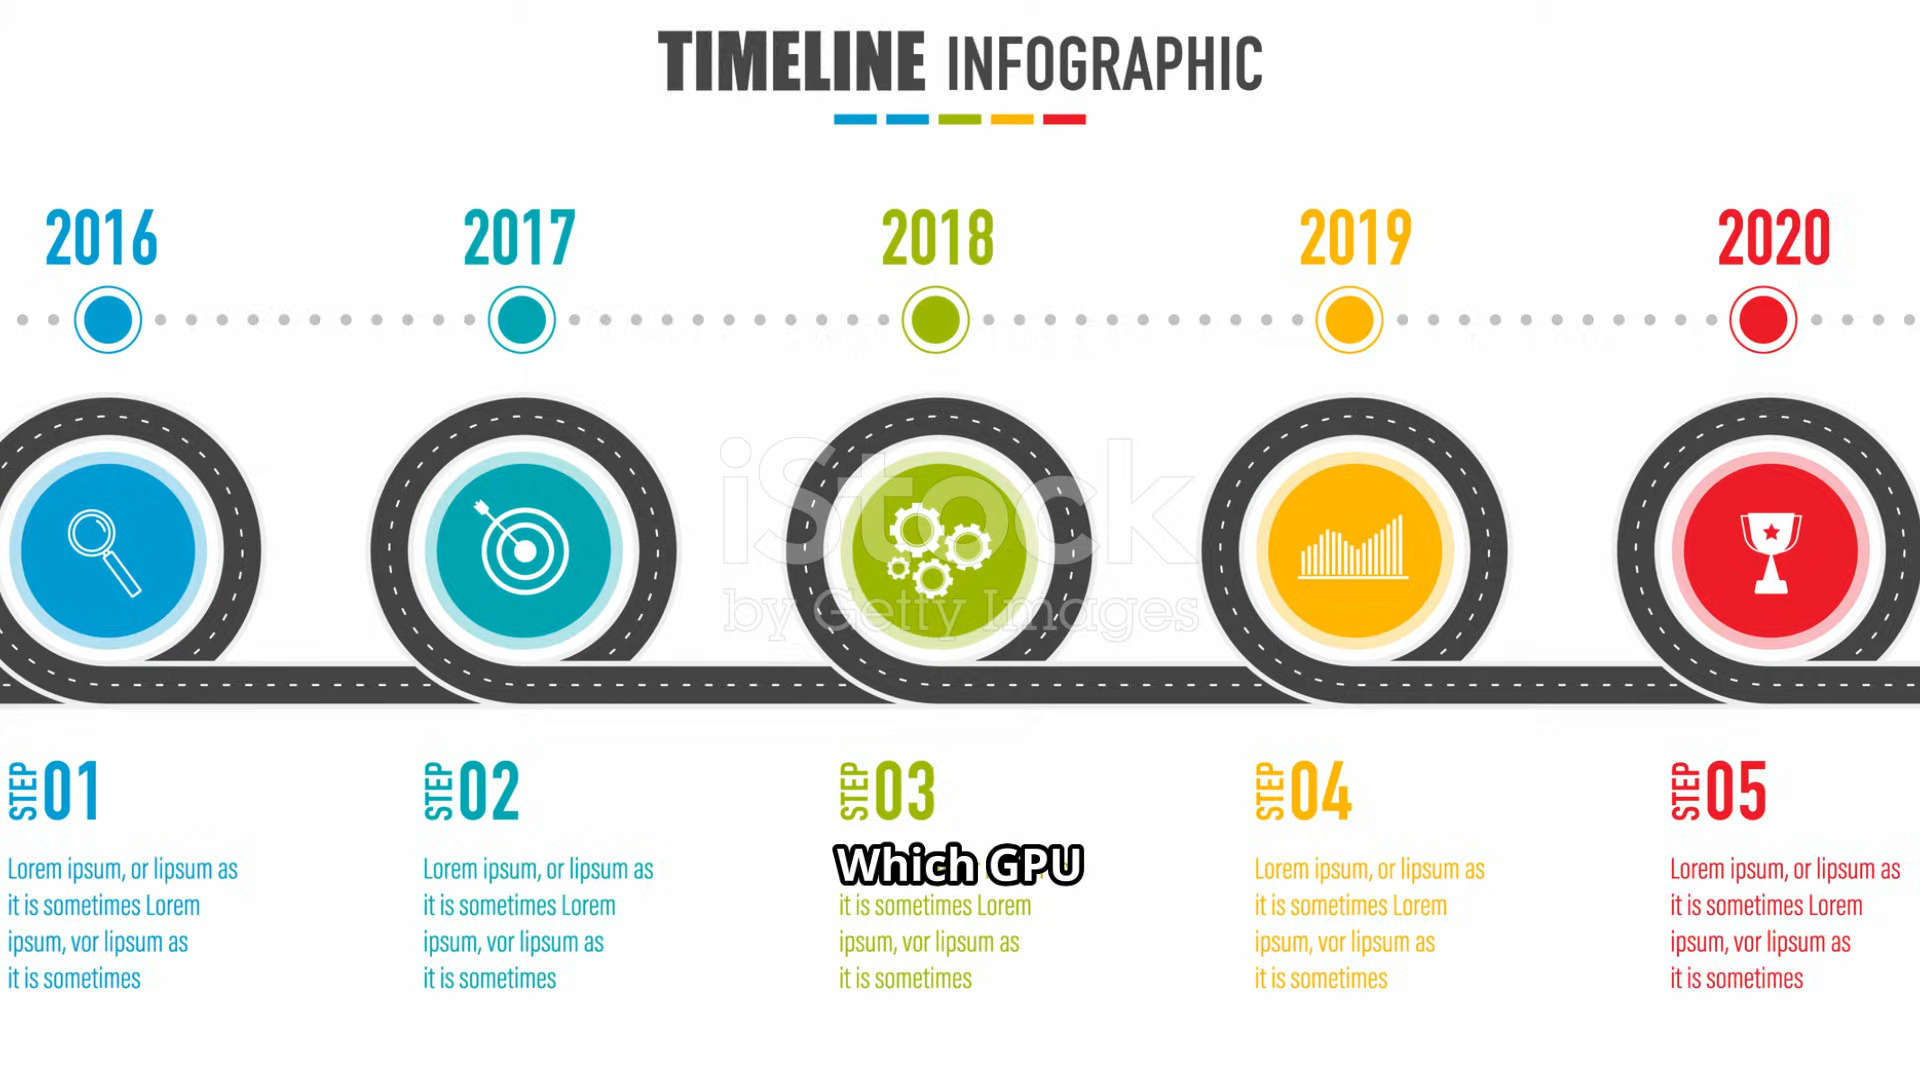 TIMELINE INFOGRAPHIC
2016
2017
2018
2019
2020
iStock
by Getty Images
STEP 01
Lorem ipsum, or lipsum as
it is sometimes Lorem
ipsum, vor lipsum as
it is sometimes
STEP 02
Lorem ipsum, or lipsum as
it is sometimes Lorem
ipsum, vor lipsum as
it is sometimes
STEP 03
Which GPU
it is sometimes Lorem
ipsum, vor lipsum as
it is sometimes
STEP 04
Lorem ipsum, or lipsum as
it is sometimes Lorem
ipsum, vor lipsum as
it is sometimes
STEP 05
Lorem ipsum, or lipsum as
it is sometimes Lorem
ipsum, vor lipsum as
it is sometimes